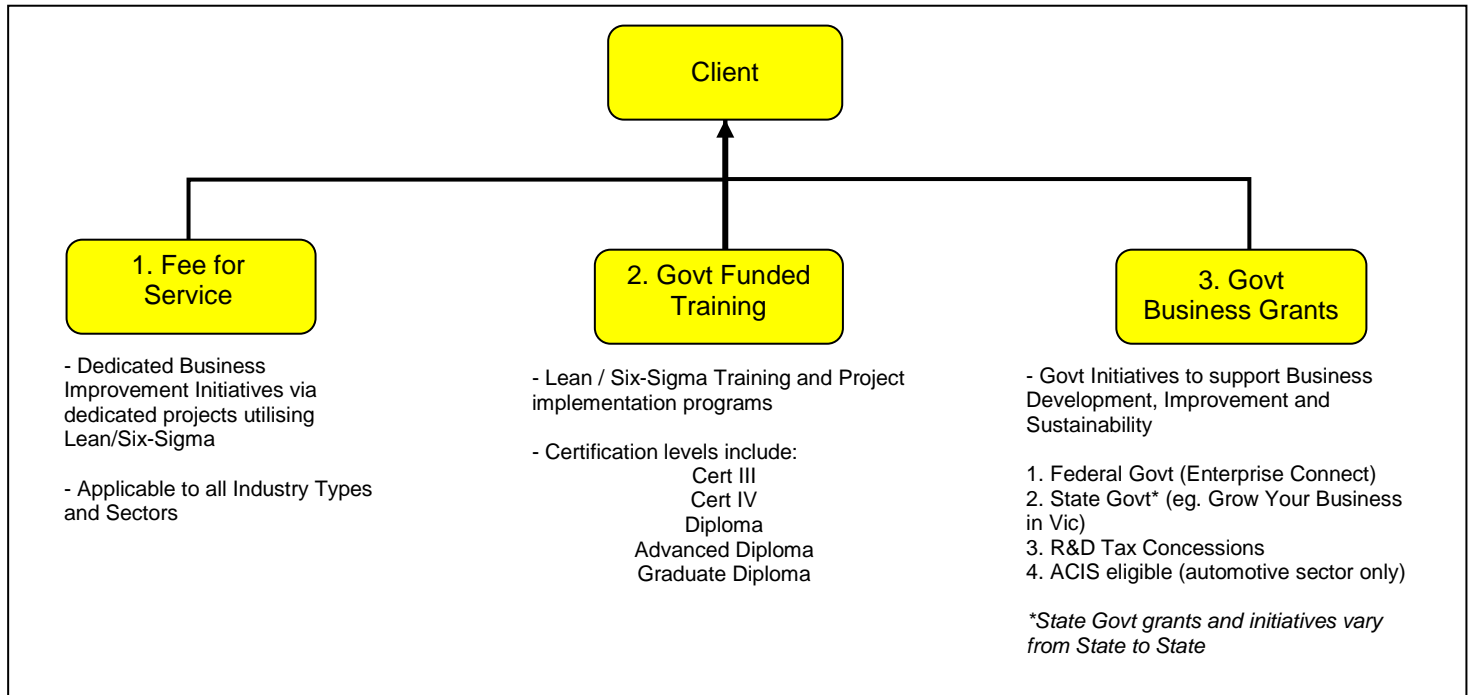 Client
1. Fee for
Service
- Dedicated Business
Improvement Initiatives via
dedicated projects utilising
Lean/Six-Sigma
- Applicable to all Industry Types
and Sectors
2. Govt Funded
Training
- Lean / Six-Sigma Training and Project
implementation programs
- Certification levels include:
Cert III
Cert IV
Diploma
Advanced Diploma
Graduate Diploma
3. Govt
Business Grants
- Govt Initiatives to support Business
Development, Improvement and
Sustainability
1. Federal Govt (Enterprise Connect)
2. State Govt* (eg. Grow Your Business
in Vic)
3. R&D Tax Concessions
4. ACIS eligible (automotive sector only)
*State Govt grants and initiatives vary
from State to State